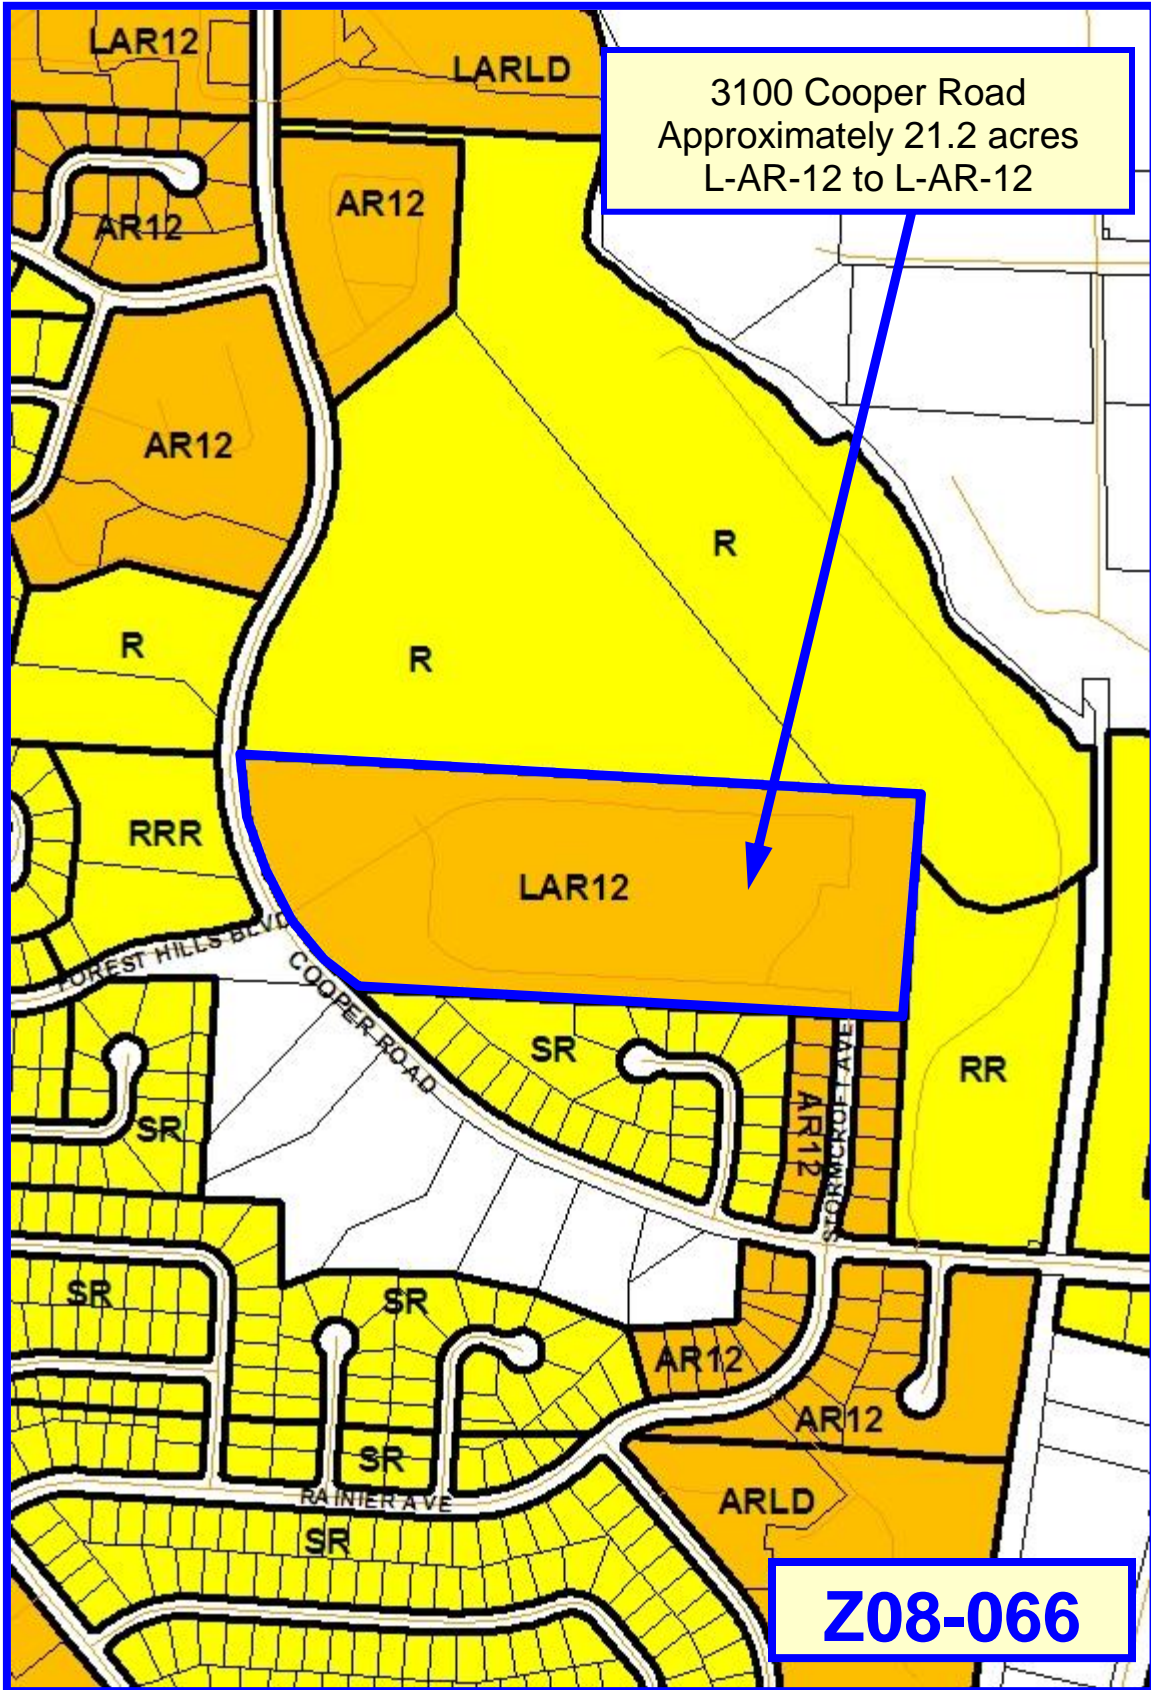 LAR12
LARLD
3100 Cooper Road
Approximately 21.2 acres
L-AR-12 to L-AR-12
AR12
AR12
AR12
R
R
R
RRR
LAR12
FOREST HILLS BLVD
COOPER ROAD
SR
RR
AR12
STORMCROFT AVE
SR
SR
SR
AR12
AR12
SR
RAINIER AVE
ARLD
SR
Z08-066